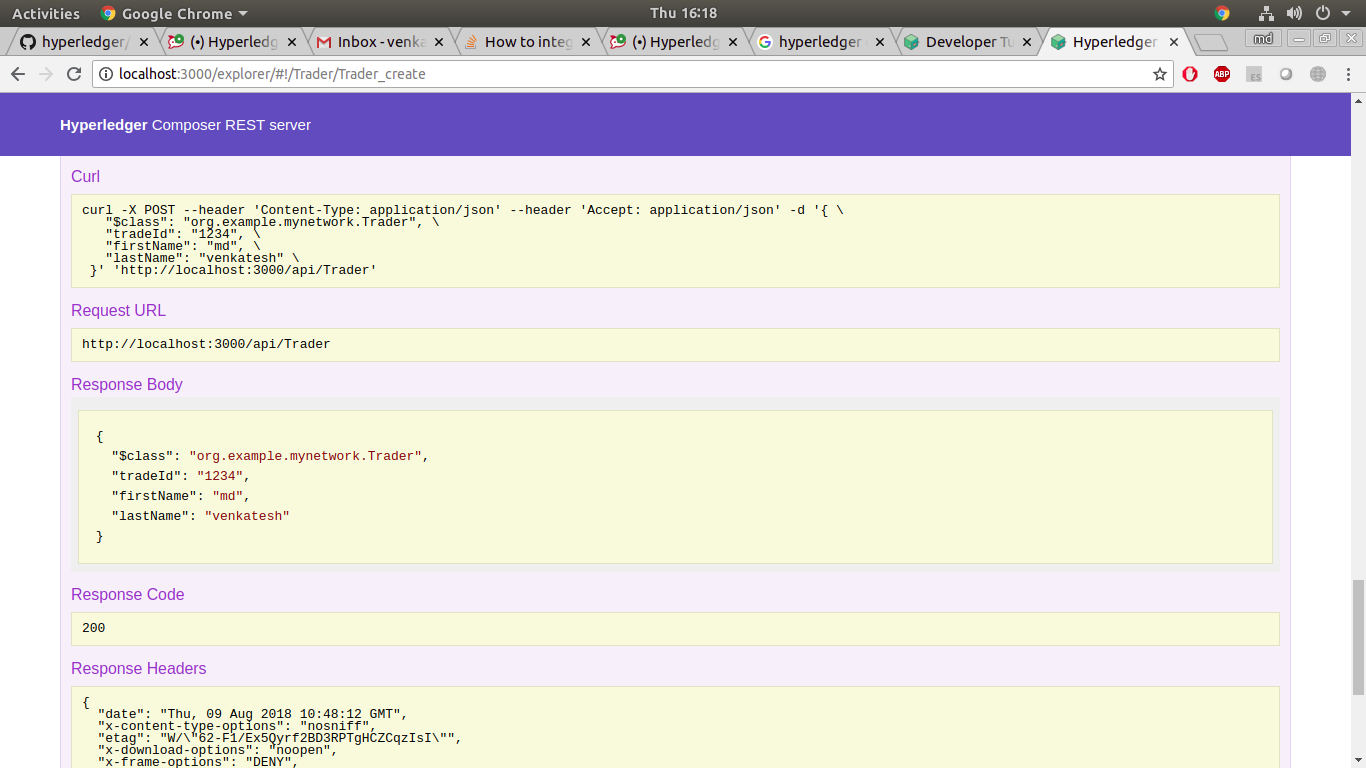 Activities Google Chrome Thu 16:18
hyperledger/ (•) Hyperledg Inbox - venka How to integ (•) Hyperledg hyperledger Developer Tu Hyperledger md
localhost:3000/explorer/#!/Trader/Trader_create ABP ES
Hyperledger Composer REST server
Curl
curl -X POST --header 'Content-Type: application/json' --header 'Accept: application/json' -d '{ \
"$class": "org.example.mynetwork.Trader", \
"tradeId": "1234", \
"firstName": "md", \
"lastName": "venkatesh" \
}' 'http://localhost:3000/api/Trader'
Request URL
http://localhost:3000/api/Trader
Response Body
{
"$class": "org.example.mynetwork.Trader",
"tradeId": "1234",
"firstName": "md",
"lastName": "venkatesh"
}
Response Code
200
Response Headers
{
"date": "Thu, 09 Aug 2018 10:48:12 GMT",
"x-content-type-options": "nosniff",
"etag": "W/\"62-F1/Ex5Qyrf2BD3RPTgHCZCqzIsI\"",
"x-download-options": "noopen",
"x-frame-options": "DENY",